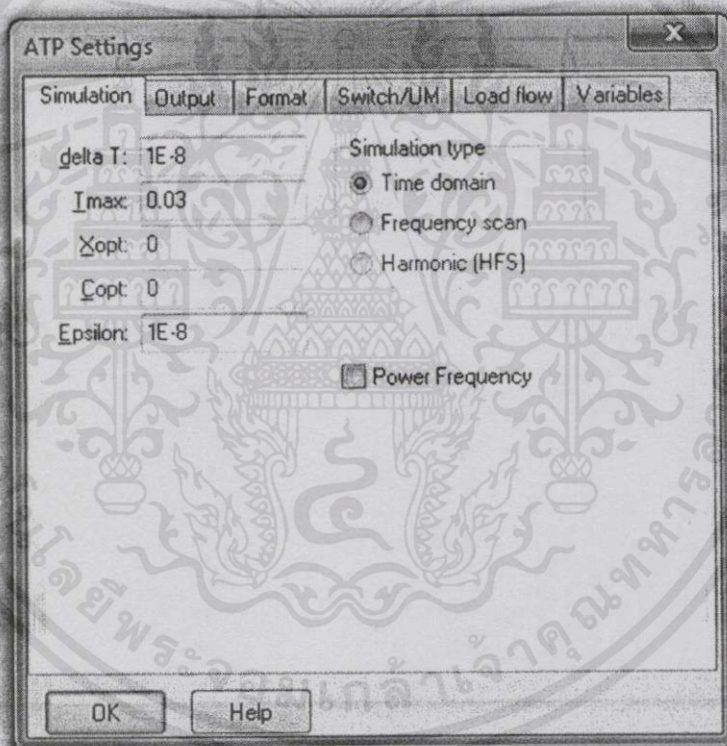 ATP Settings
Simulation Output Format Switch/UM Load flow Variables
delta T: 1E-8
Tmax: 0.03
Xopt: 0
Copt: 0
Epsilon: 1E-8
Simulation type
Time domain
Frequency scan
Harmonic (HFS)
Power Frequency
OK Help